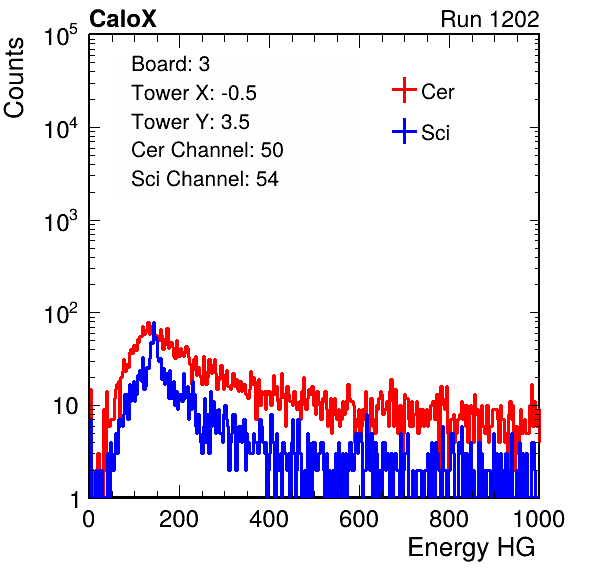 CaloX Run 1202
Counts
Board: 3
Tower X: -0.5
Tower Y: 3.5
Cer Channel: 50
Sci Channel: 54
Cer
Sci
10^5
10^4
10^3
10^2
10
1
0 200 400 600 800 1000
Energy HG